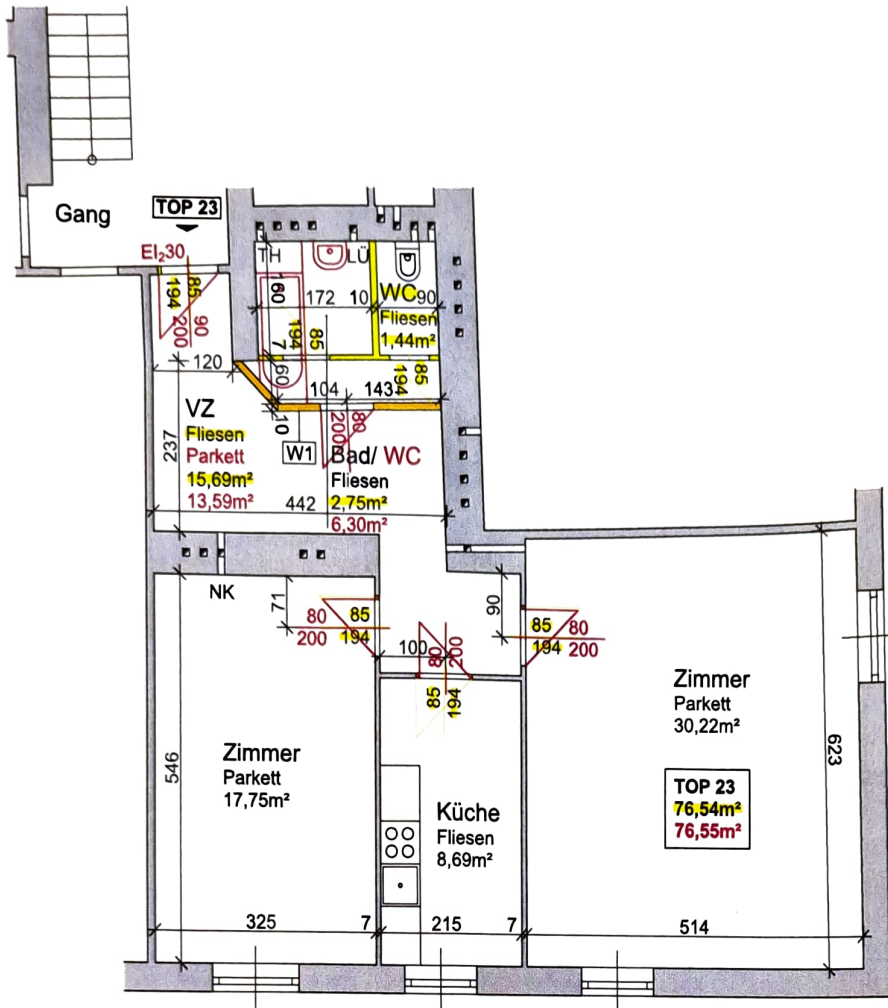 Gang
TOP 23
EI₂30
85
194
90
200
TH
LÜ
160
172
10
WC
90
Fliesen
1,44m²
7
194
85
60
194
85
120
104
143
VZ
Fliesen
Parkett
15,69m²
13,59m²
237
10
W1
80
200
Bad/ WC
Fliesen
2,75m²
6,30m²
442
NK
71
80
200
85
194
90
85
194
80
200
100
80
200
85
194
Zimmer
Parkett
30,22m²
623
546
Zimmer
Parkett
17,75m²
TOP 23
76,54m²
76,55m²
Küche
Fliesen
8,69m²
325
7
215
7
514